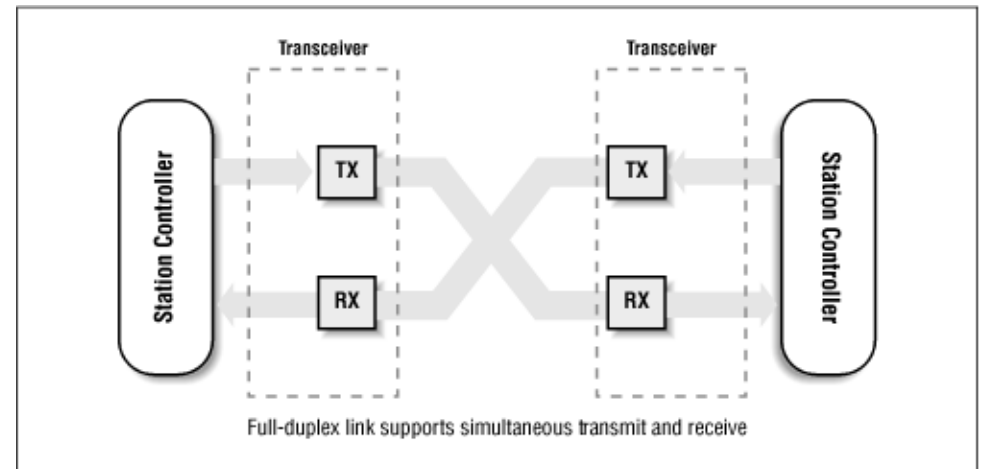 Transceiver
Transceiver
Station Controller
TX
TX
Station Controller
RX
RX
Full-duplex link supports simultaneous transmit and receive